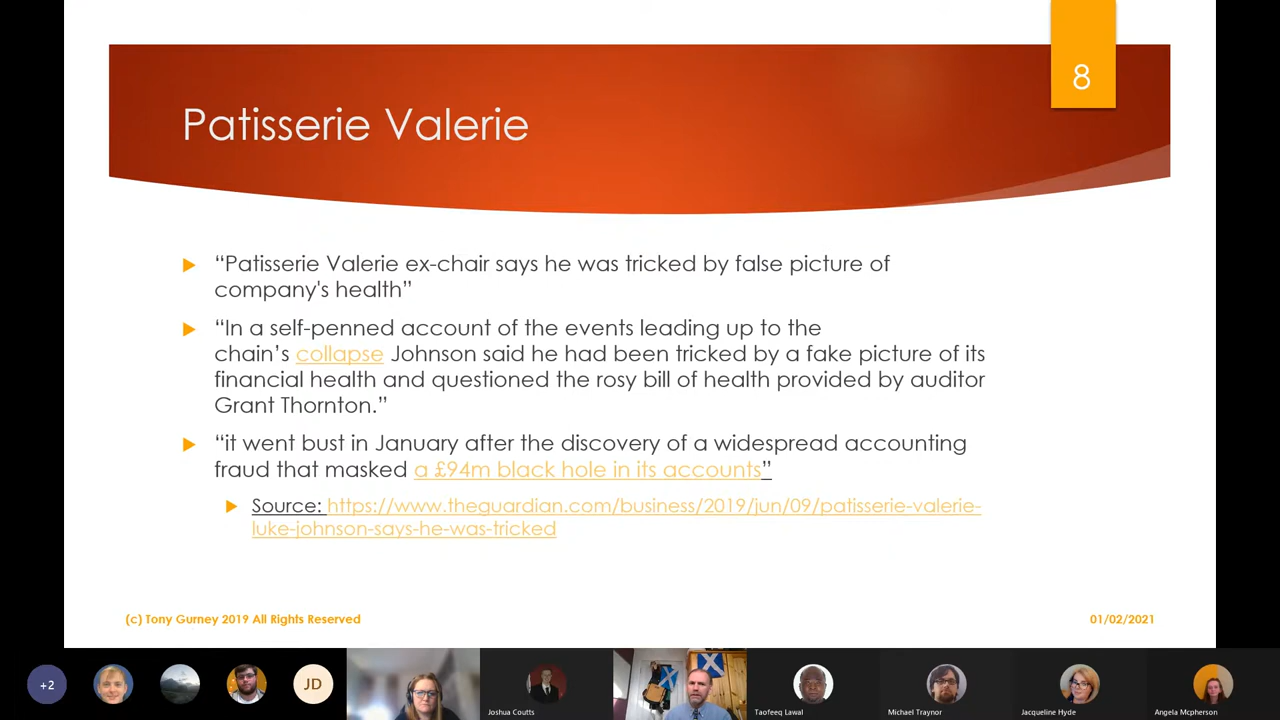 8
Patisserie Valerie
“Patisserie Valerie ex-chair says he was tricked by false picture of
company's health”
“In a self-penned account of the events leading up to the
chain’s collapse Johnson said he had been tricked by a fake picture of its
financial health and questioned the rosy bill of health provided by auditor
Grant Thornton.”
“it went bust in January after the discovery of a widespread accounting
fraud that masked a £94m black hole in its accounts”
Source: https://www.theguardian.com/business/2019/jun/09/patisserie-valerie-
luke-johnson-says-he-was-tricked
(c) Tony Gurney 2019 All Rights Reserved
01/02/2021
+2
JD
Joshua Coutts
Taofeeq Lawal
Michael Traynor
Jacqueline Hyde
Angela Mcpherson